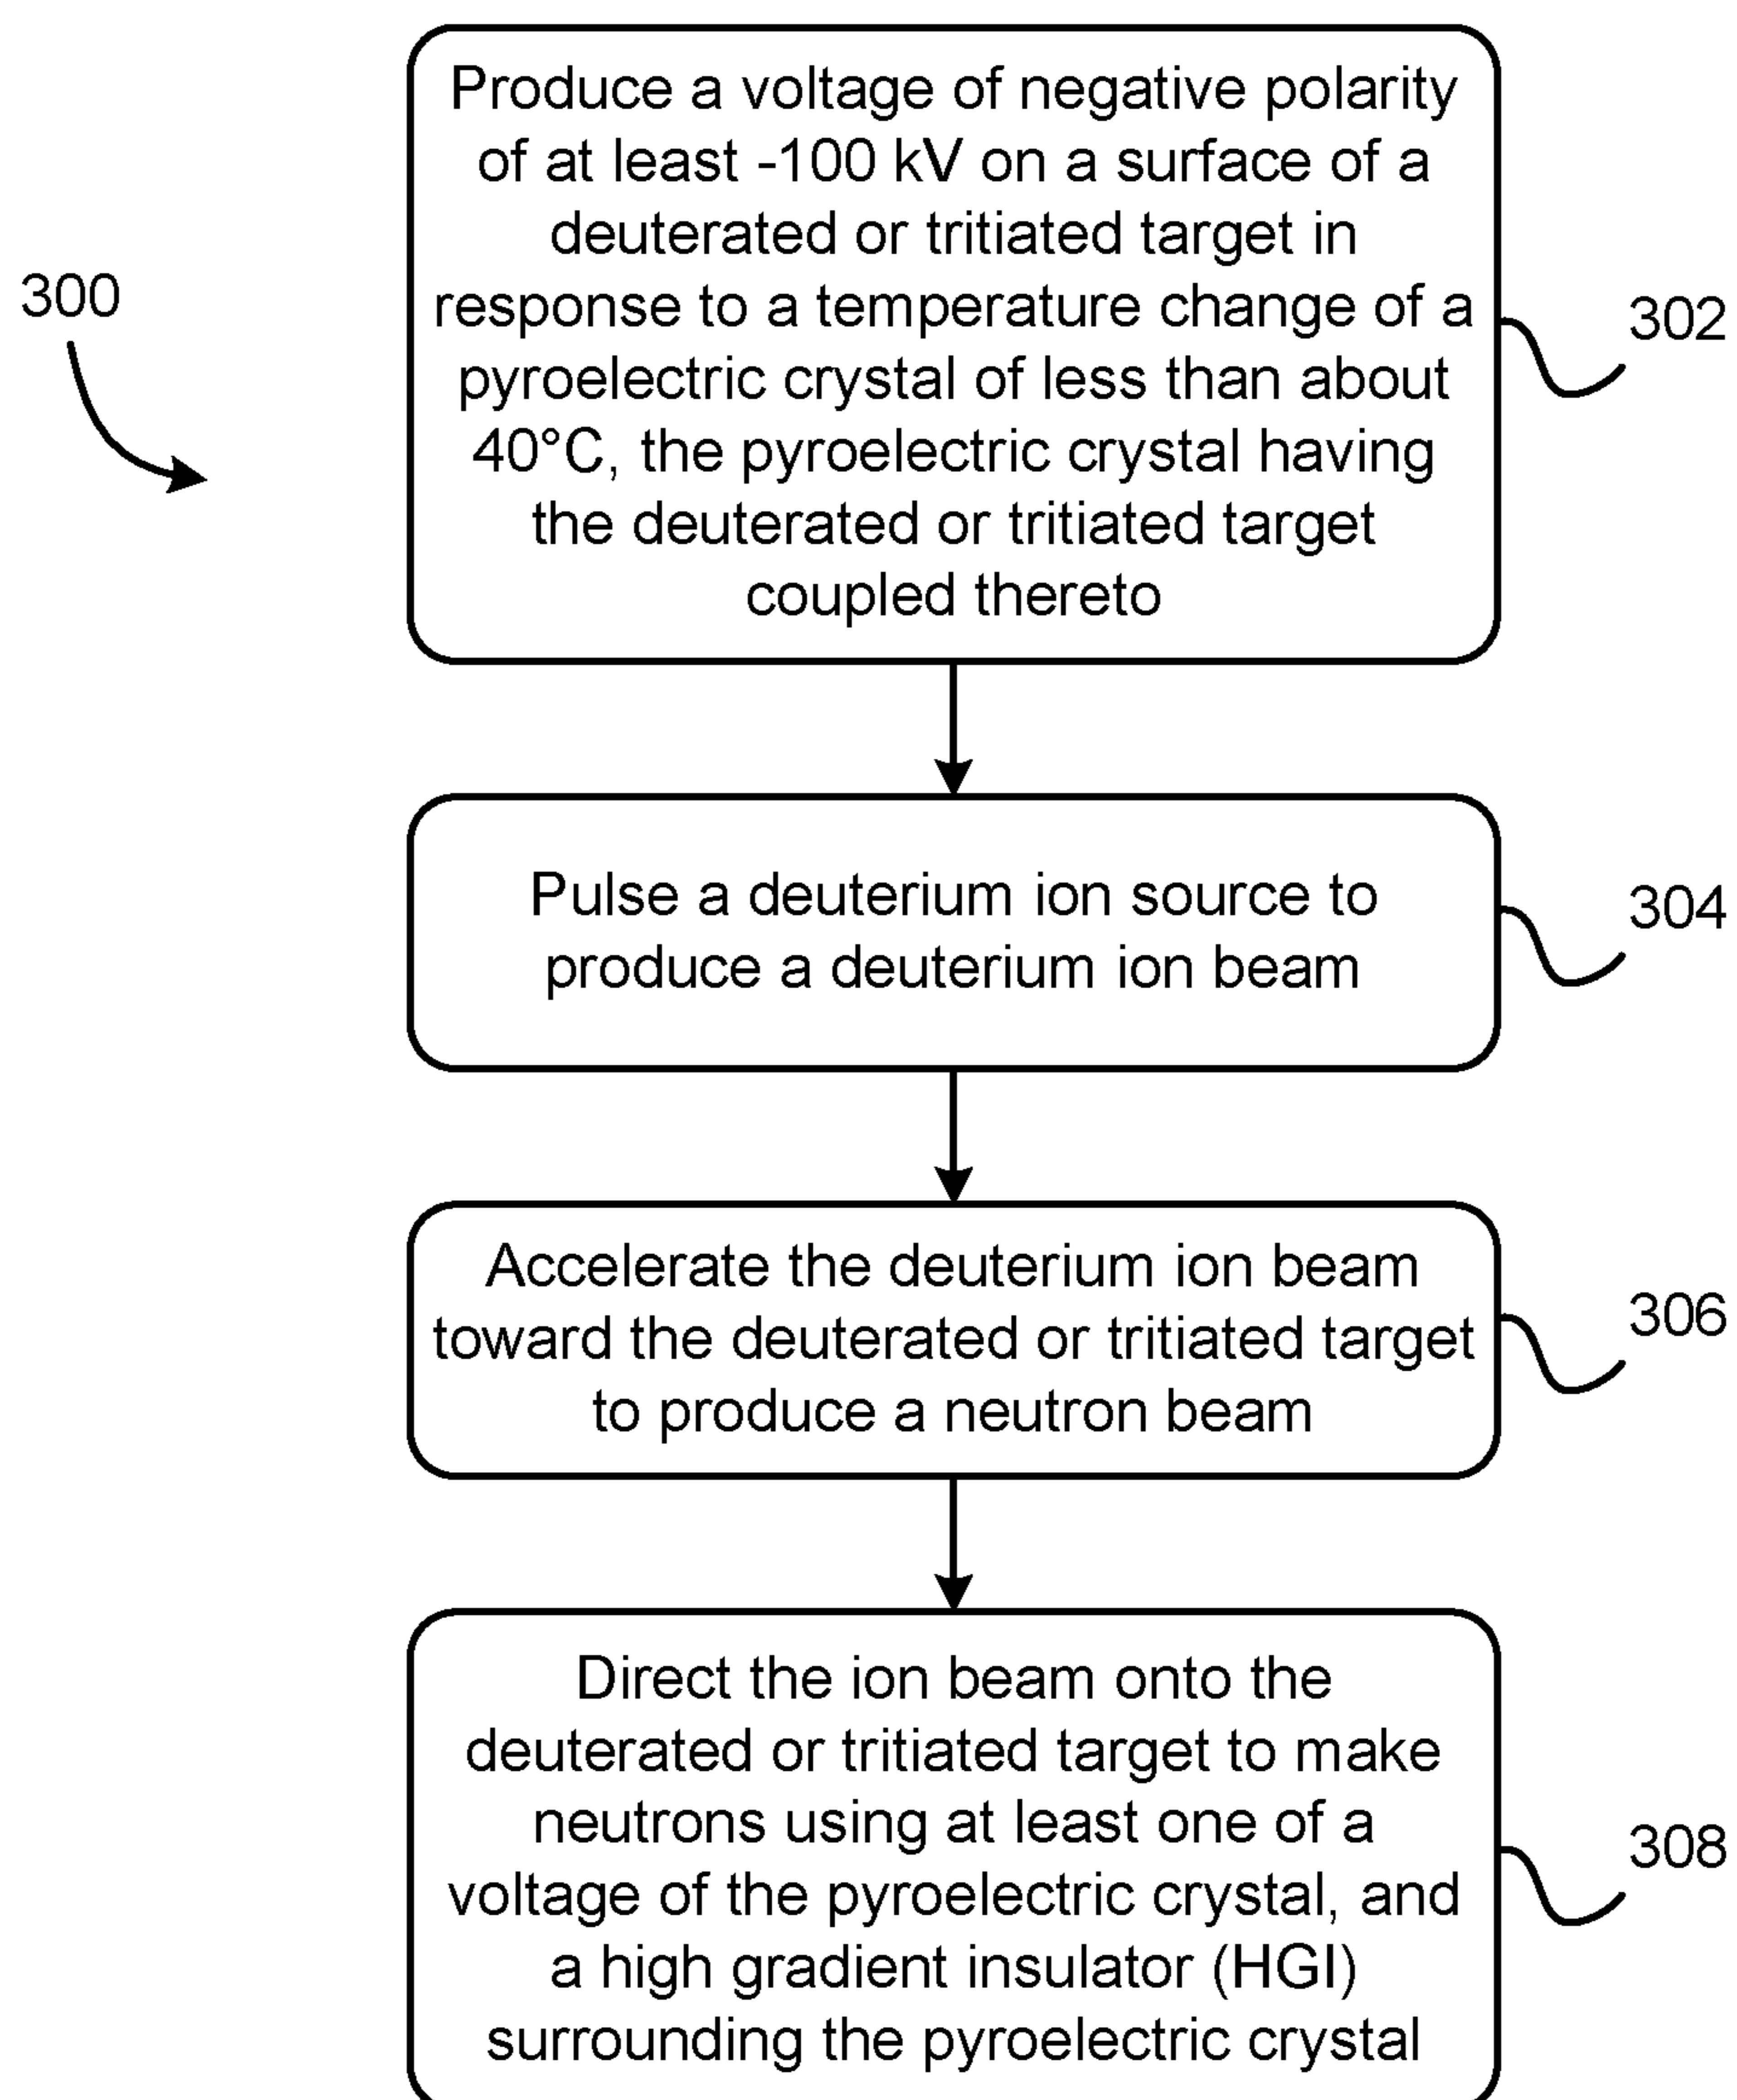 300
Produce a voltage of negative polarity
of at least -100 kV on a surface of a
deuterated or tritiated target in
response to a temperature change of a
pyroelectric crystal of less than about
40°C, the pyroelectric crystal having
the deuterated or tritiated target
coupled thereto
302
Pulse a deuterium ion source to
produce a deuterium ion beam
304
Accelerate the deuterium ion beam
toward the deuterated or tritiated target
to produce a neutron beam
306
Direct the ion beam onto the
deuterated or tritiated target to make
neutrons using at least one of a
voltage of the pyroelectric crystal, and
a high gradient insulator (HGI)
surrounding the pyroelectric crystal
308